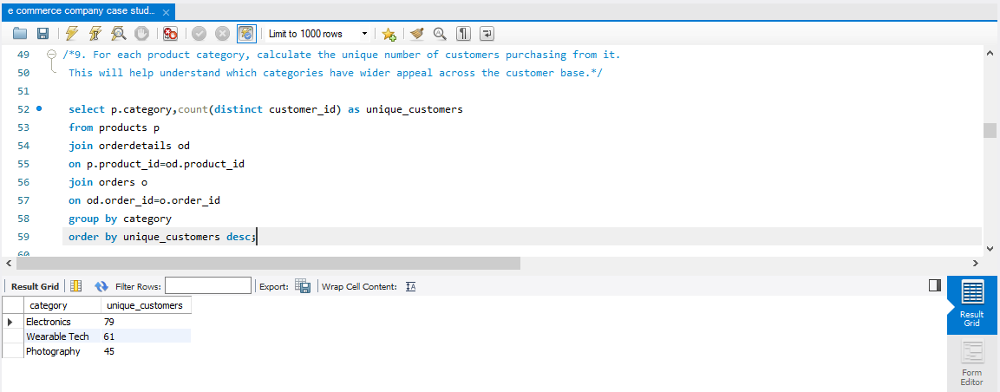 e commerce company case stud...
Limit to 1000 rows
49 /*9. For each product category, calculate the unique number of customers purchasing from it.
50 This will help understand which categories have wider appeal across the customer base.*/
51
52 select p.category,count(distinct customer_id) as unique_customers
53 from products p
54 join orderdetails od
55 on p.product_id=od.product_id
56 join orders o
57 on od.order_id=o.order_id
58 group by category
59 order by unique_customers desc;
60
Result Grid Filter Rows: Export: Wrap Cell Content:
category unique_customers
Electronics 79
Wearable Tech 61
Photography 45
Result
Grid
Form
Editor